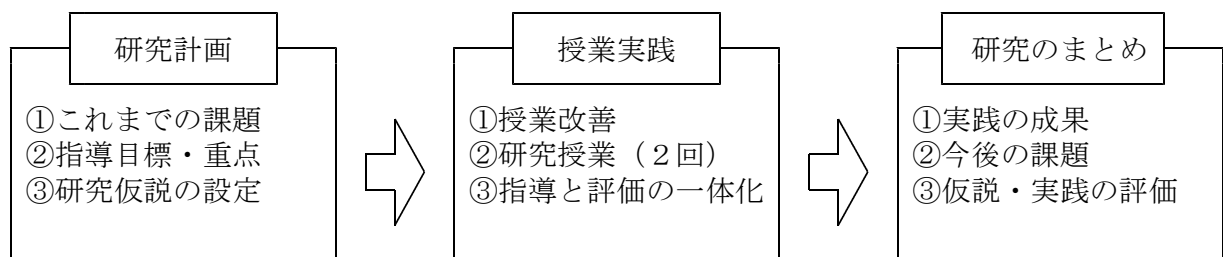 研究計画
①これまでの課題
②指導目標・重点
③研究仮説の設定
授業実践
①授業改善
②研究授業(2回)
③指導と評価の一体化
研究のまとめ
①実践の成果
②今後の課題
③仮説・実践の評価